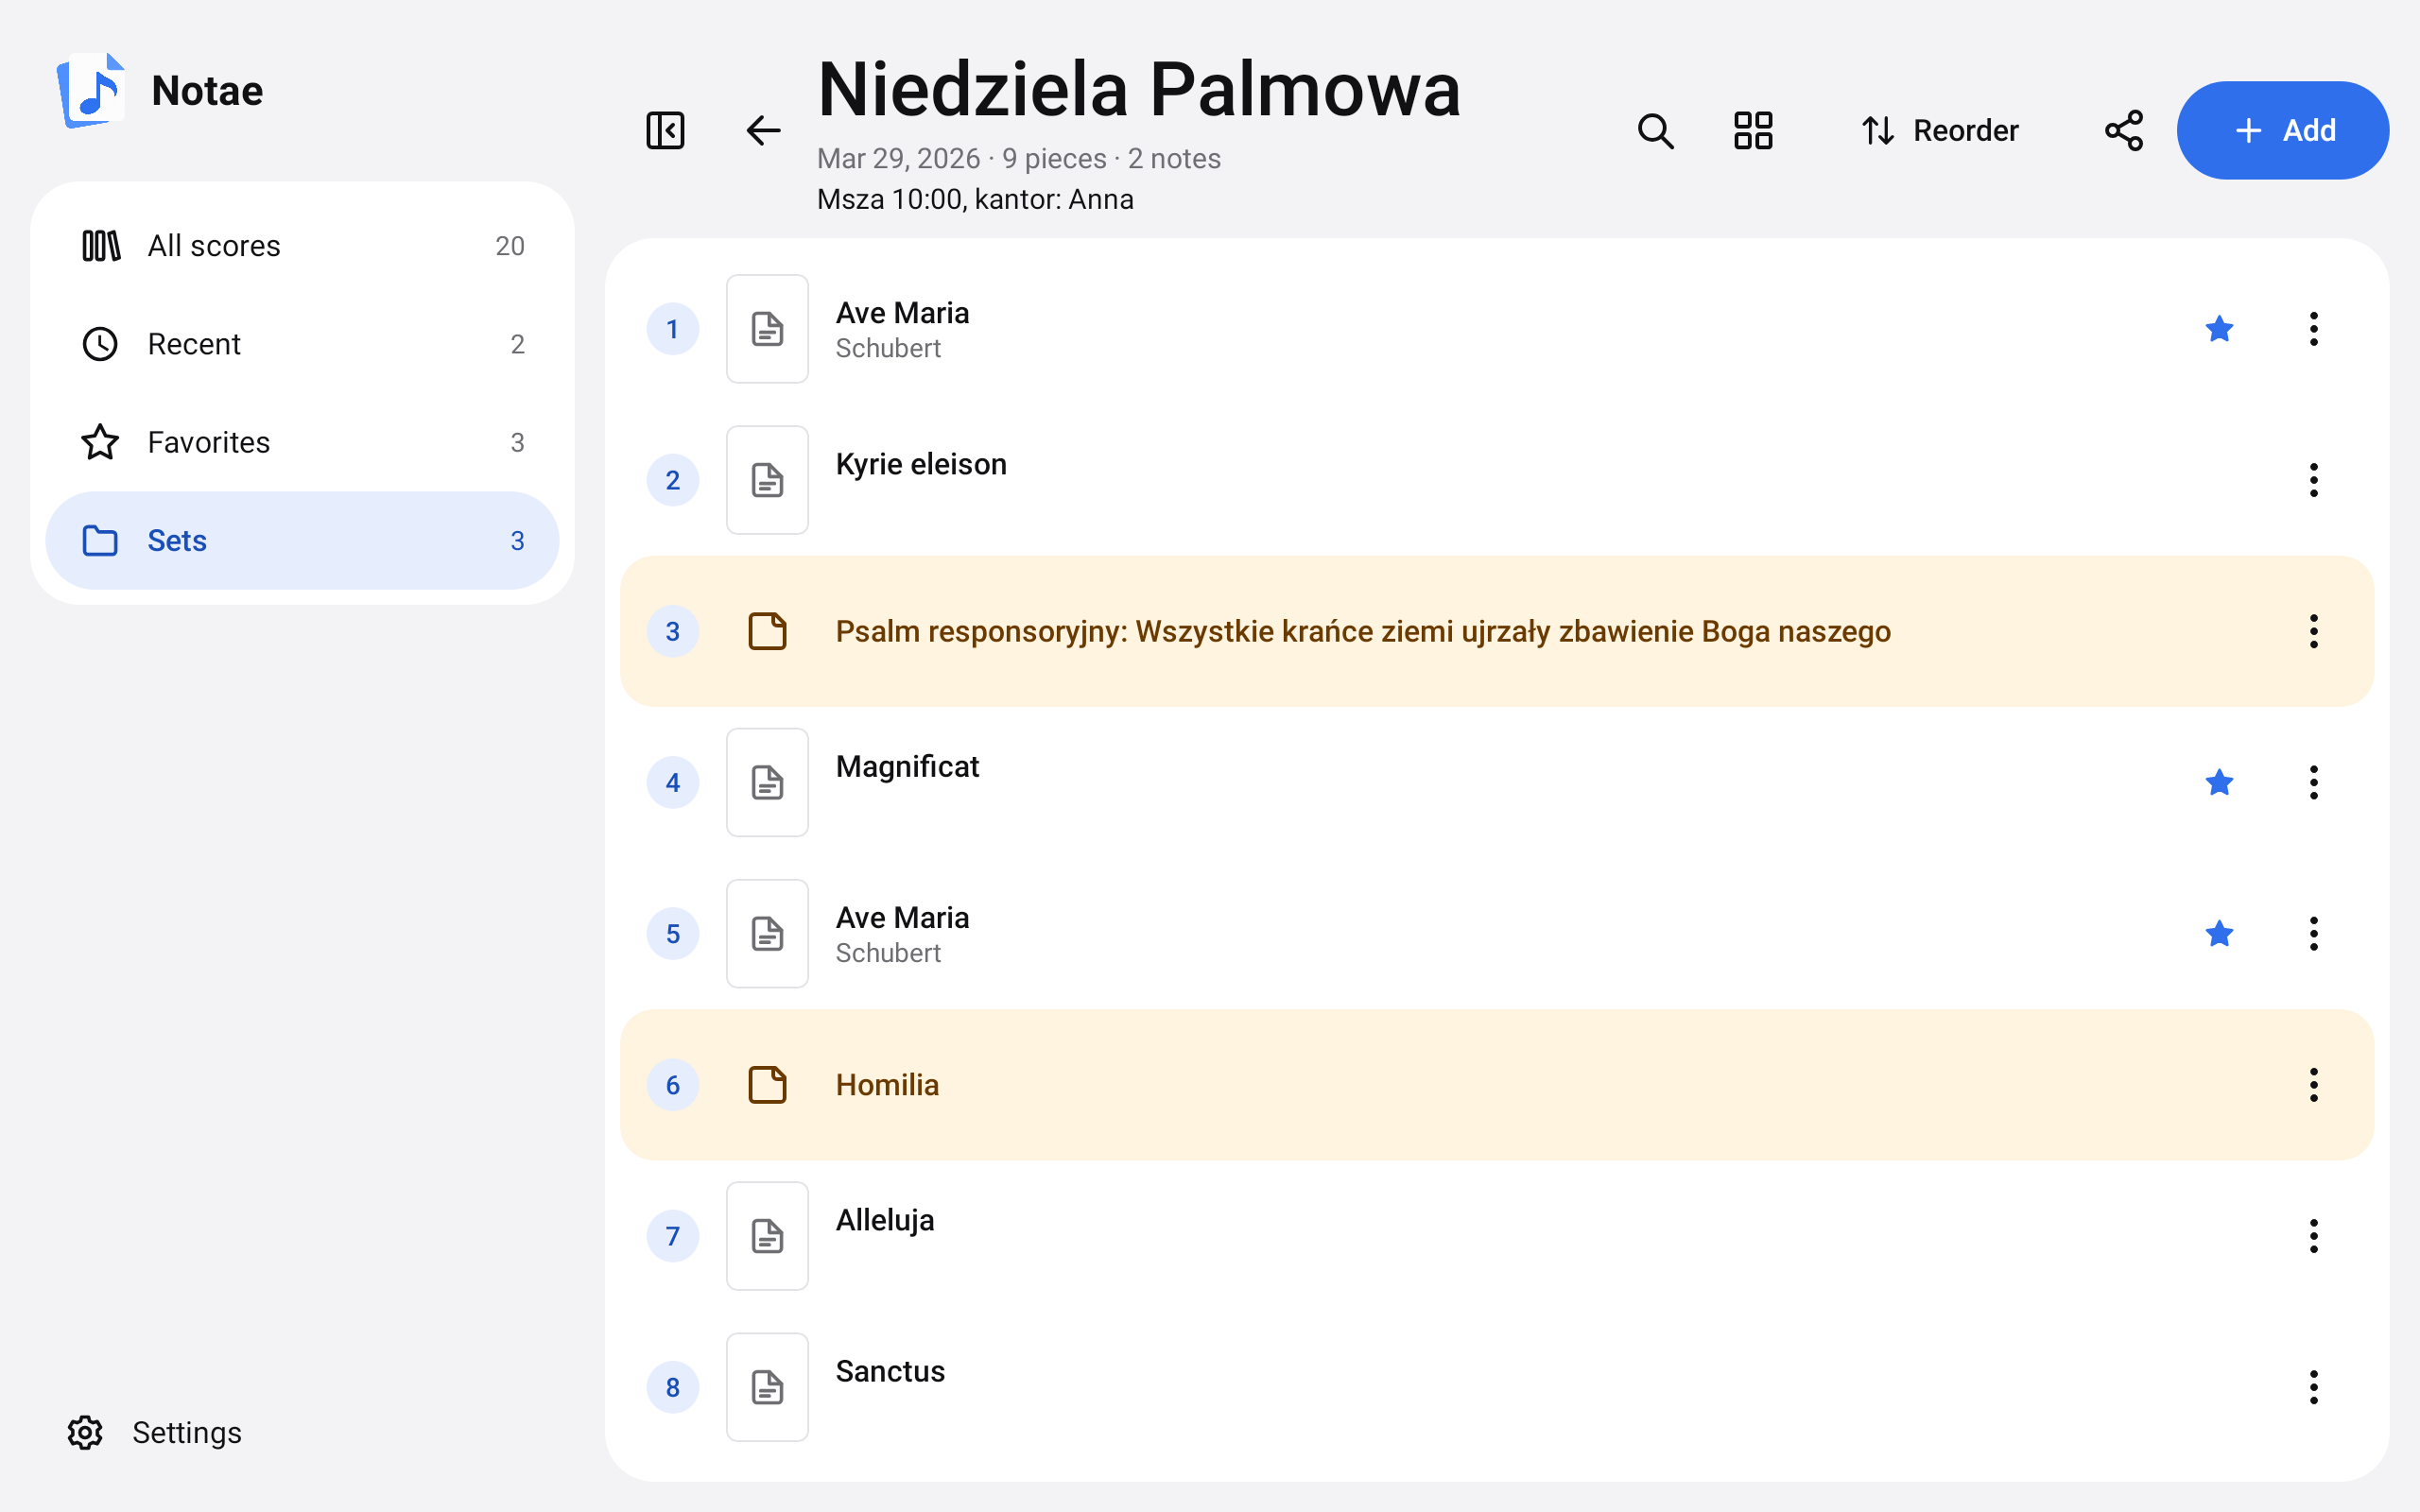 Notae
All scores 20
Recent 2
Favorites 3
Sets 3
Settings
Niedziela Palmowa
Mar 29, 2026 · 9 pieces · 2 notes
Msza 10:00, kantor: Anna
Reorder
+ Add
1 Ave Maria
Schubert
2 Kyrie eleison
3 Psalm responsoryjny: Wszystkie krańce ziemi ujrzały zbawienie Boga naszego
4 Magnificat
5 Ave Maria
Schubert
6 Homilia
7 Alleluja
8 Sanctus